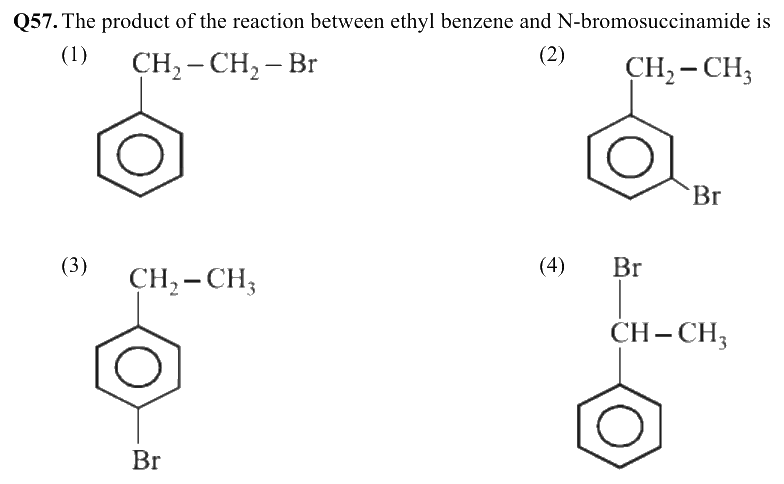 Q57. The product of the reaction between ethyl benzene and N-bromosuccinamide is
(1) CH₂ – CH₂ – Br
(2) CH₂ – CH₃
Br
(3) CH₂ – CH₃
Br
(4) Br
CH – CH₃